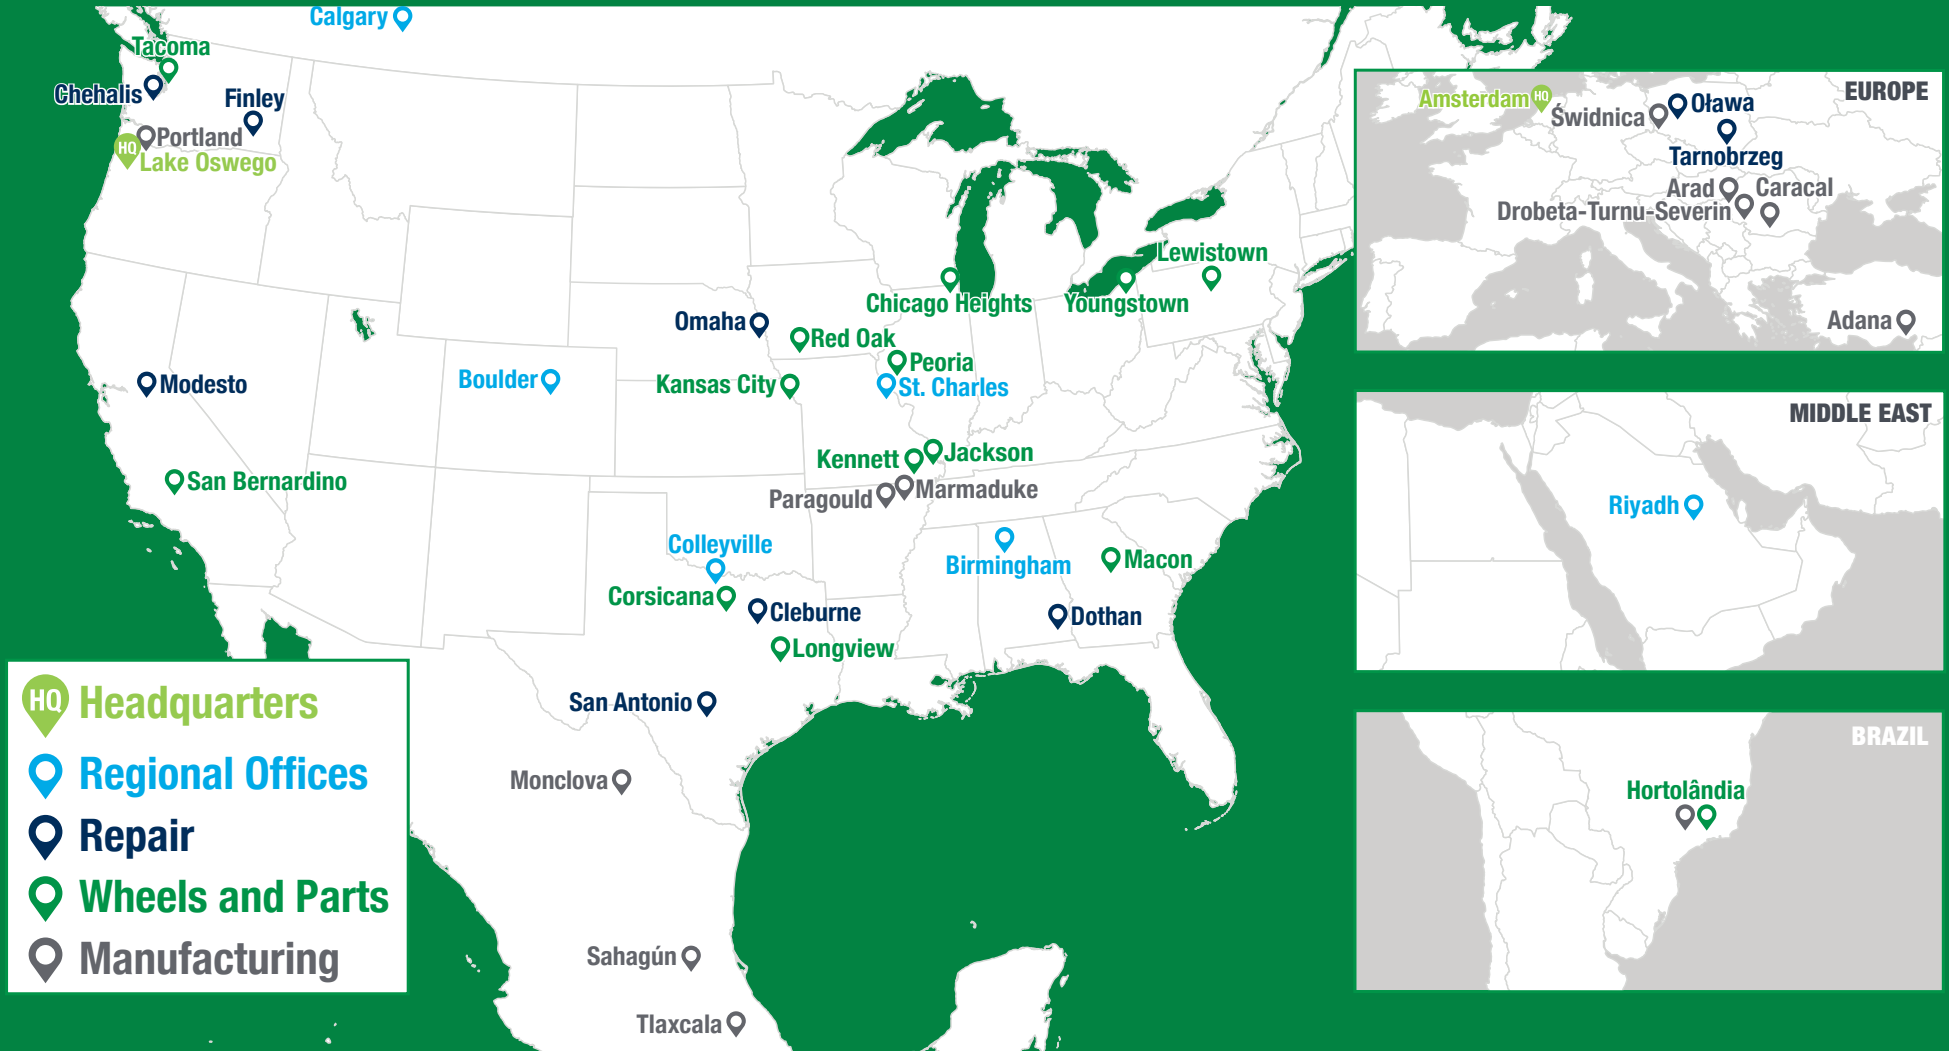 Calgary
Tacoma
Chehalis
Finley
Portland
HQ
Lake Oswego
Lewistown
Chicago Heights
Youngstown
Omaha
Red Oak
Peoria
Modesto
Boulder
Kansas City
St. Charles
Kennett
Jackson
San Bernardino
Paragould
Marmaduke
Colleyville
Birmingham
Macon
Corsicana
Cleburne
Dothan
Longview
San Antonio
Monclova
Sahagún
Tlaxcala
HQ Headquarters
Regional Offices
Repair
Wheels and Parts
Manufacturing
EUROPE
Amsterdam HQ
Oława
Świdnica
Tarnobrzeg
Arad
Caracal
Drobeta-Turnu-Severin
Adana
MIDDLE EAST
Riyadh
BRAZIL
Hortolândia